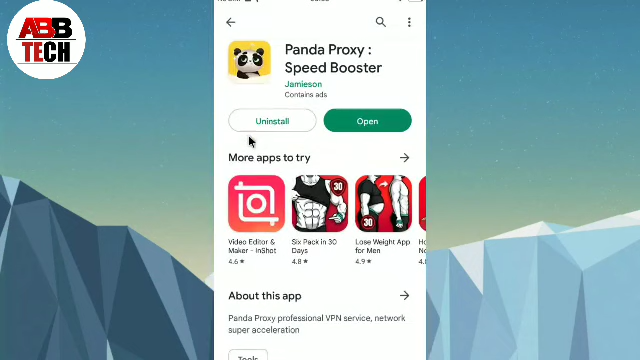 ABB
TECH
Panda Proxy :
Speed Booster
Jamieson
Contains ads
Uninstall
Open
More apps to try
30
30
Video Editor &
Maker - InShot
4.6
Six Pack in 30
Days
4.8
Lose Weight App
for Men
4.9
About this app
Panda Proxy professional VPN service, network
super acceleration
Tools